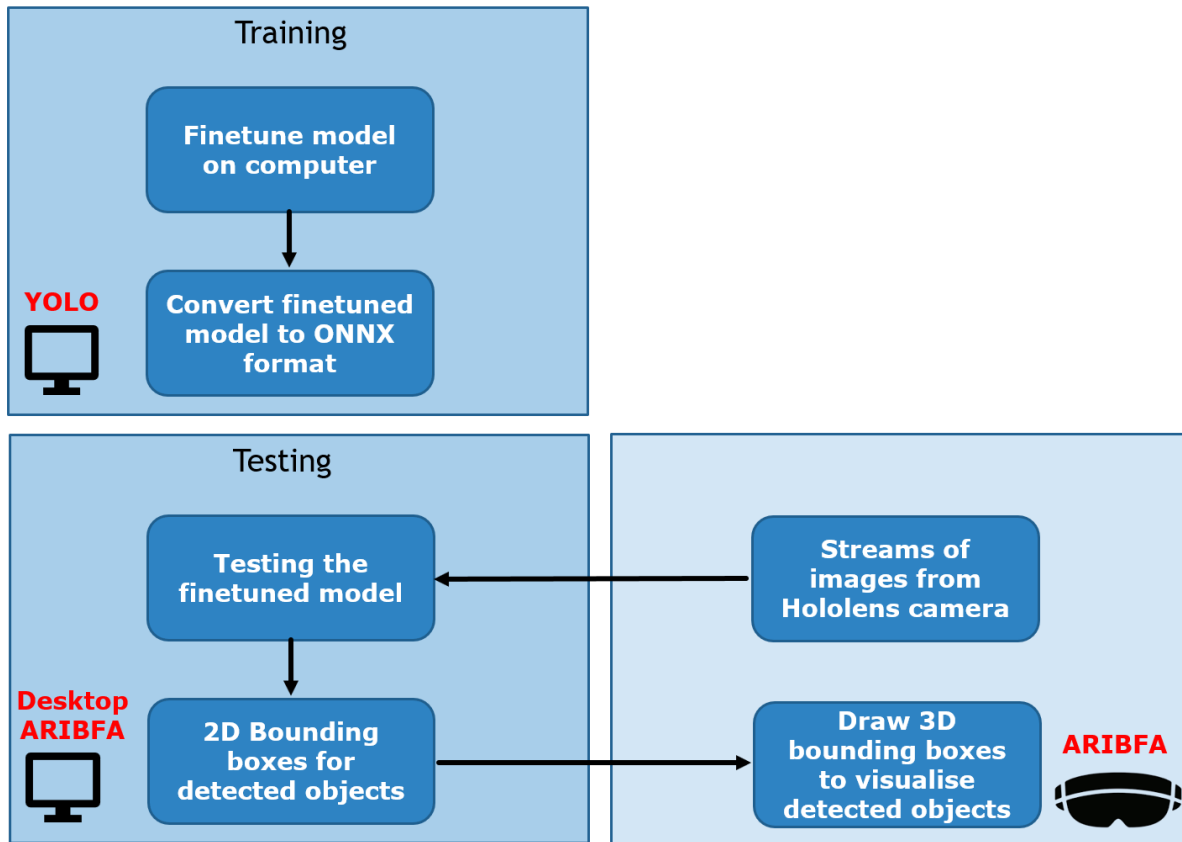 Training
Finetune model
on computer
YOLO
Convert finetuned
model to ONNX
format
Testing
Testing the
finetuned model
Streams of
images from
Hololens camera
Desktop
ARIBFA
2D Bounding
boxes for
detected objects
Draw 3D
bounding boxes
to visualise
detected objects
ARIBFA